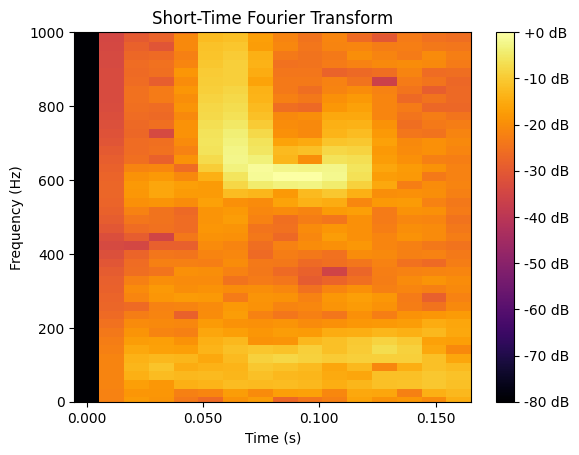 Short-Time Fourier Transform
1000
800
600
400
200
0
Frequency (Hz)
0.000
0.050
0.100
0.150
Time (s)
+0 dB
-10 dB
-20 dB
-30 dB
-40 dB
-50 dB
-60 dB
-70 dB
-80 dB